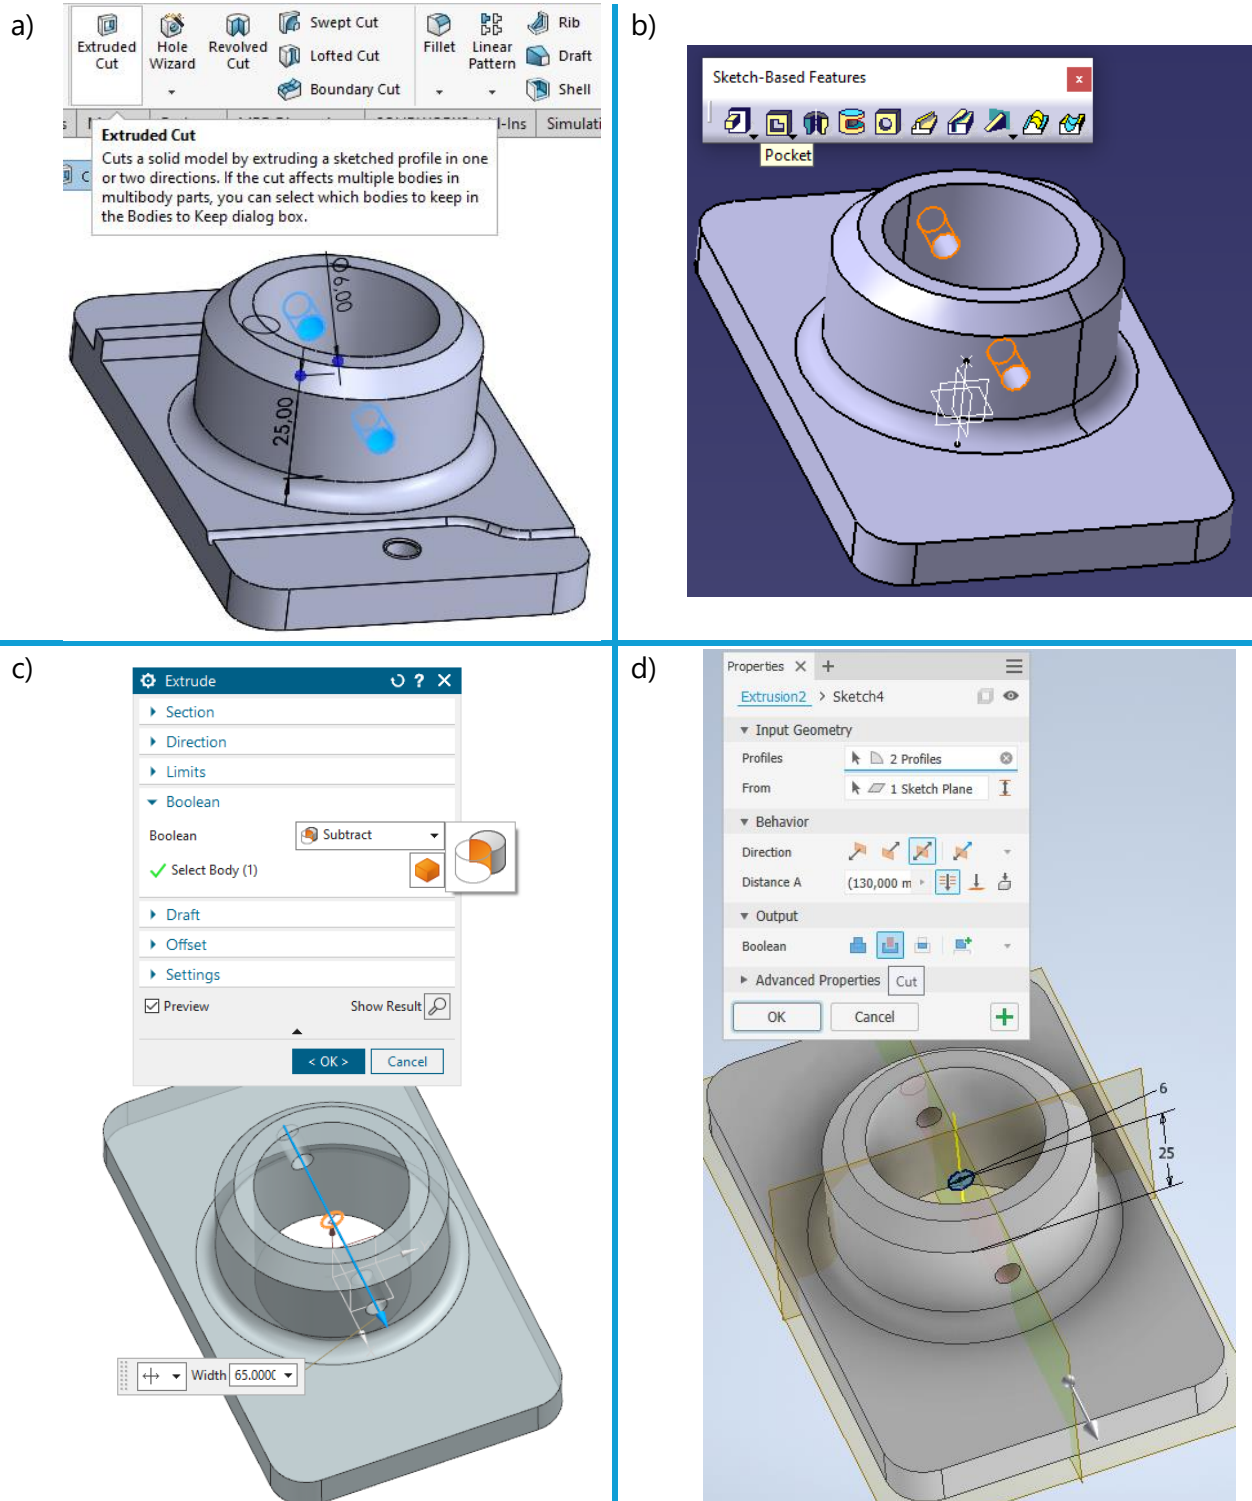 a)
Extruded Cut
Hole Wizard
Revolved Cut
Swept Cut
Lofted Cut
Boundary Cut
Fillet
Linear Pattern
Rib
Draft
Shell
Simulati
Extruded Cut
Cuts a solid model by extruding a sketched profile in one
or two directions. If the cut affects multiple bodies in
multibody parts, you can select which bodies to keep in
the Bodies to Keep dialog box.
∅6,00
25,00
b)
Sketch-Based Features
x
Pocket
c)
Extrude
?
Section
Direction
Limits
Boolean
Boolean
Subtract
Select Body (1)
Draft
Offset
Settings
Preview
Show Result
< OK >
Cancel
Width 65.000
d)
Properties
+
Extrusion2 > Sketch4
Input Geometry
Profiles
2 Profiles
From
1 Sketch Plane
Behavior
Direction
Distance A
(130,000 m
Output
Boolean
Advanced Properties
Cut
OK
Cancel
6
25